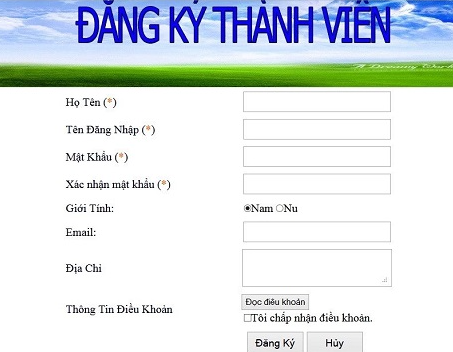 ĐĂNG KÝ THÀNH VIÊN
A Dreamy World
Họ Tên (*)
Tên Đăng Nhập (*)
Mật Khẩu (*)
Xác nhận mật khẩu (*)
Giới Tính: Nam Nu
Email:
Địa Chỉ
Thông Tin Điều Khoản Đọc điều khoản
Tôi chấp nhận điều khoản.
Đăng Ký Hủy